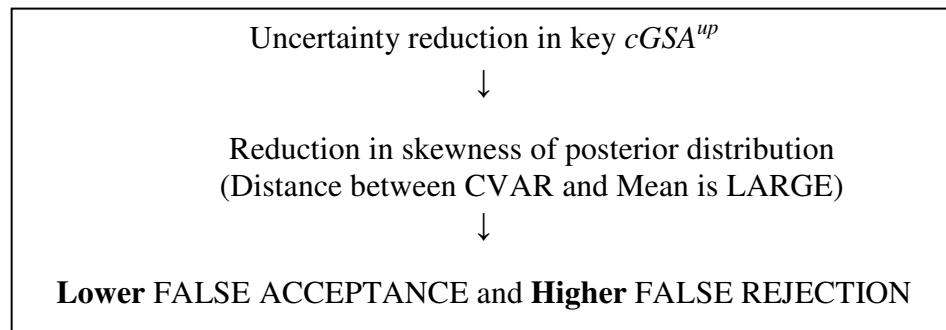 Uncertainty reduction in key cGSA^up
↓
Reduction in skewness of posterior distribution
(Distance between CVAR and Mean is LARGE)
↓
Lower FALSE ACCEPTANCE and Higher FALSE REJECTION